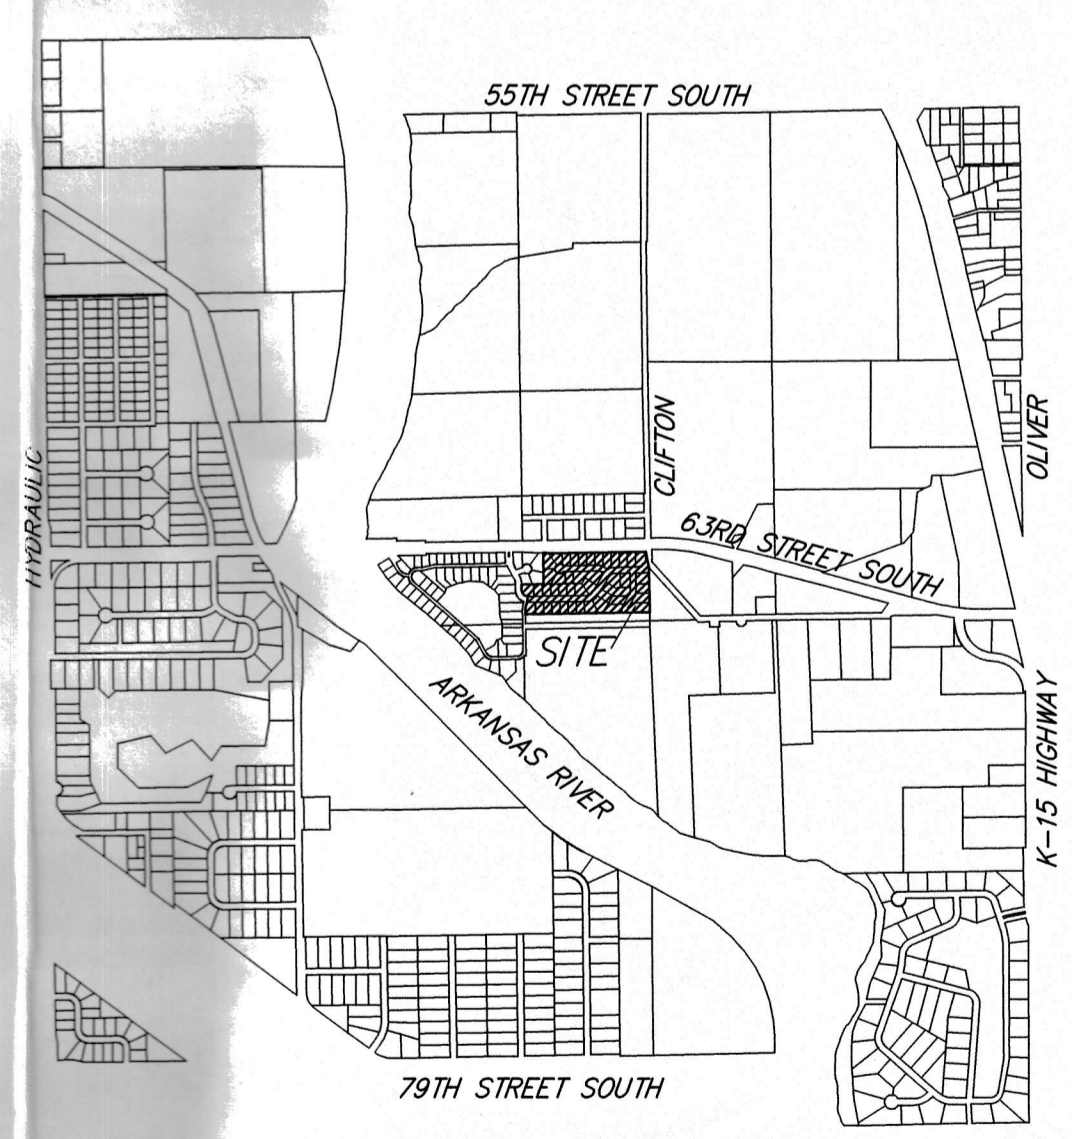 55TH STREET SOUTH
OLIVER
CLIFTON
HYDRAULIC
63RD STREET SOUTH
SITE
ARKANSAS RIVER
K-15 HIGHWAY
79TH STREET SOUTH